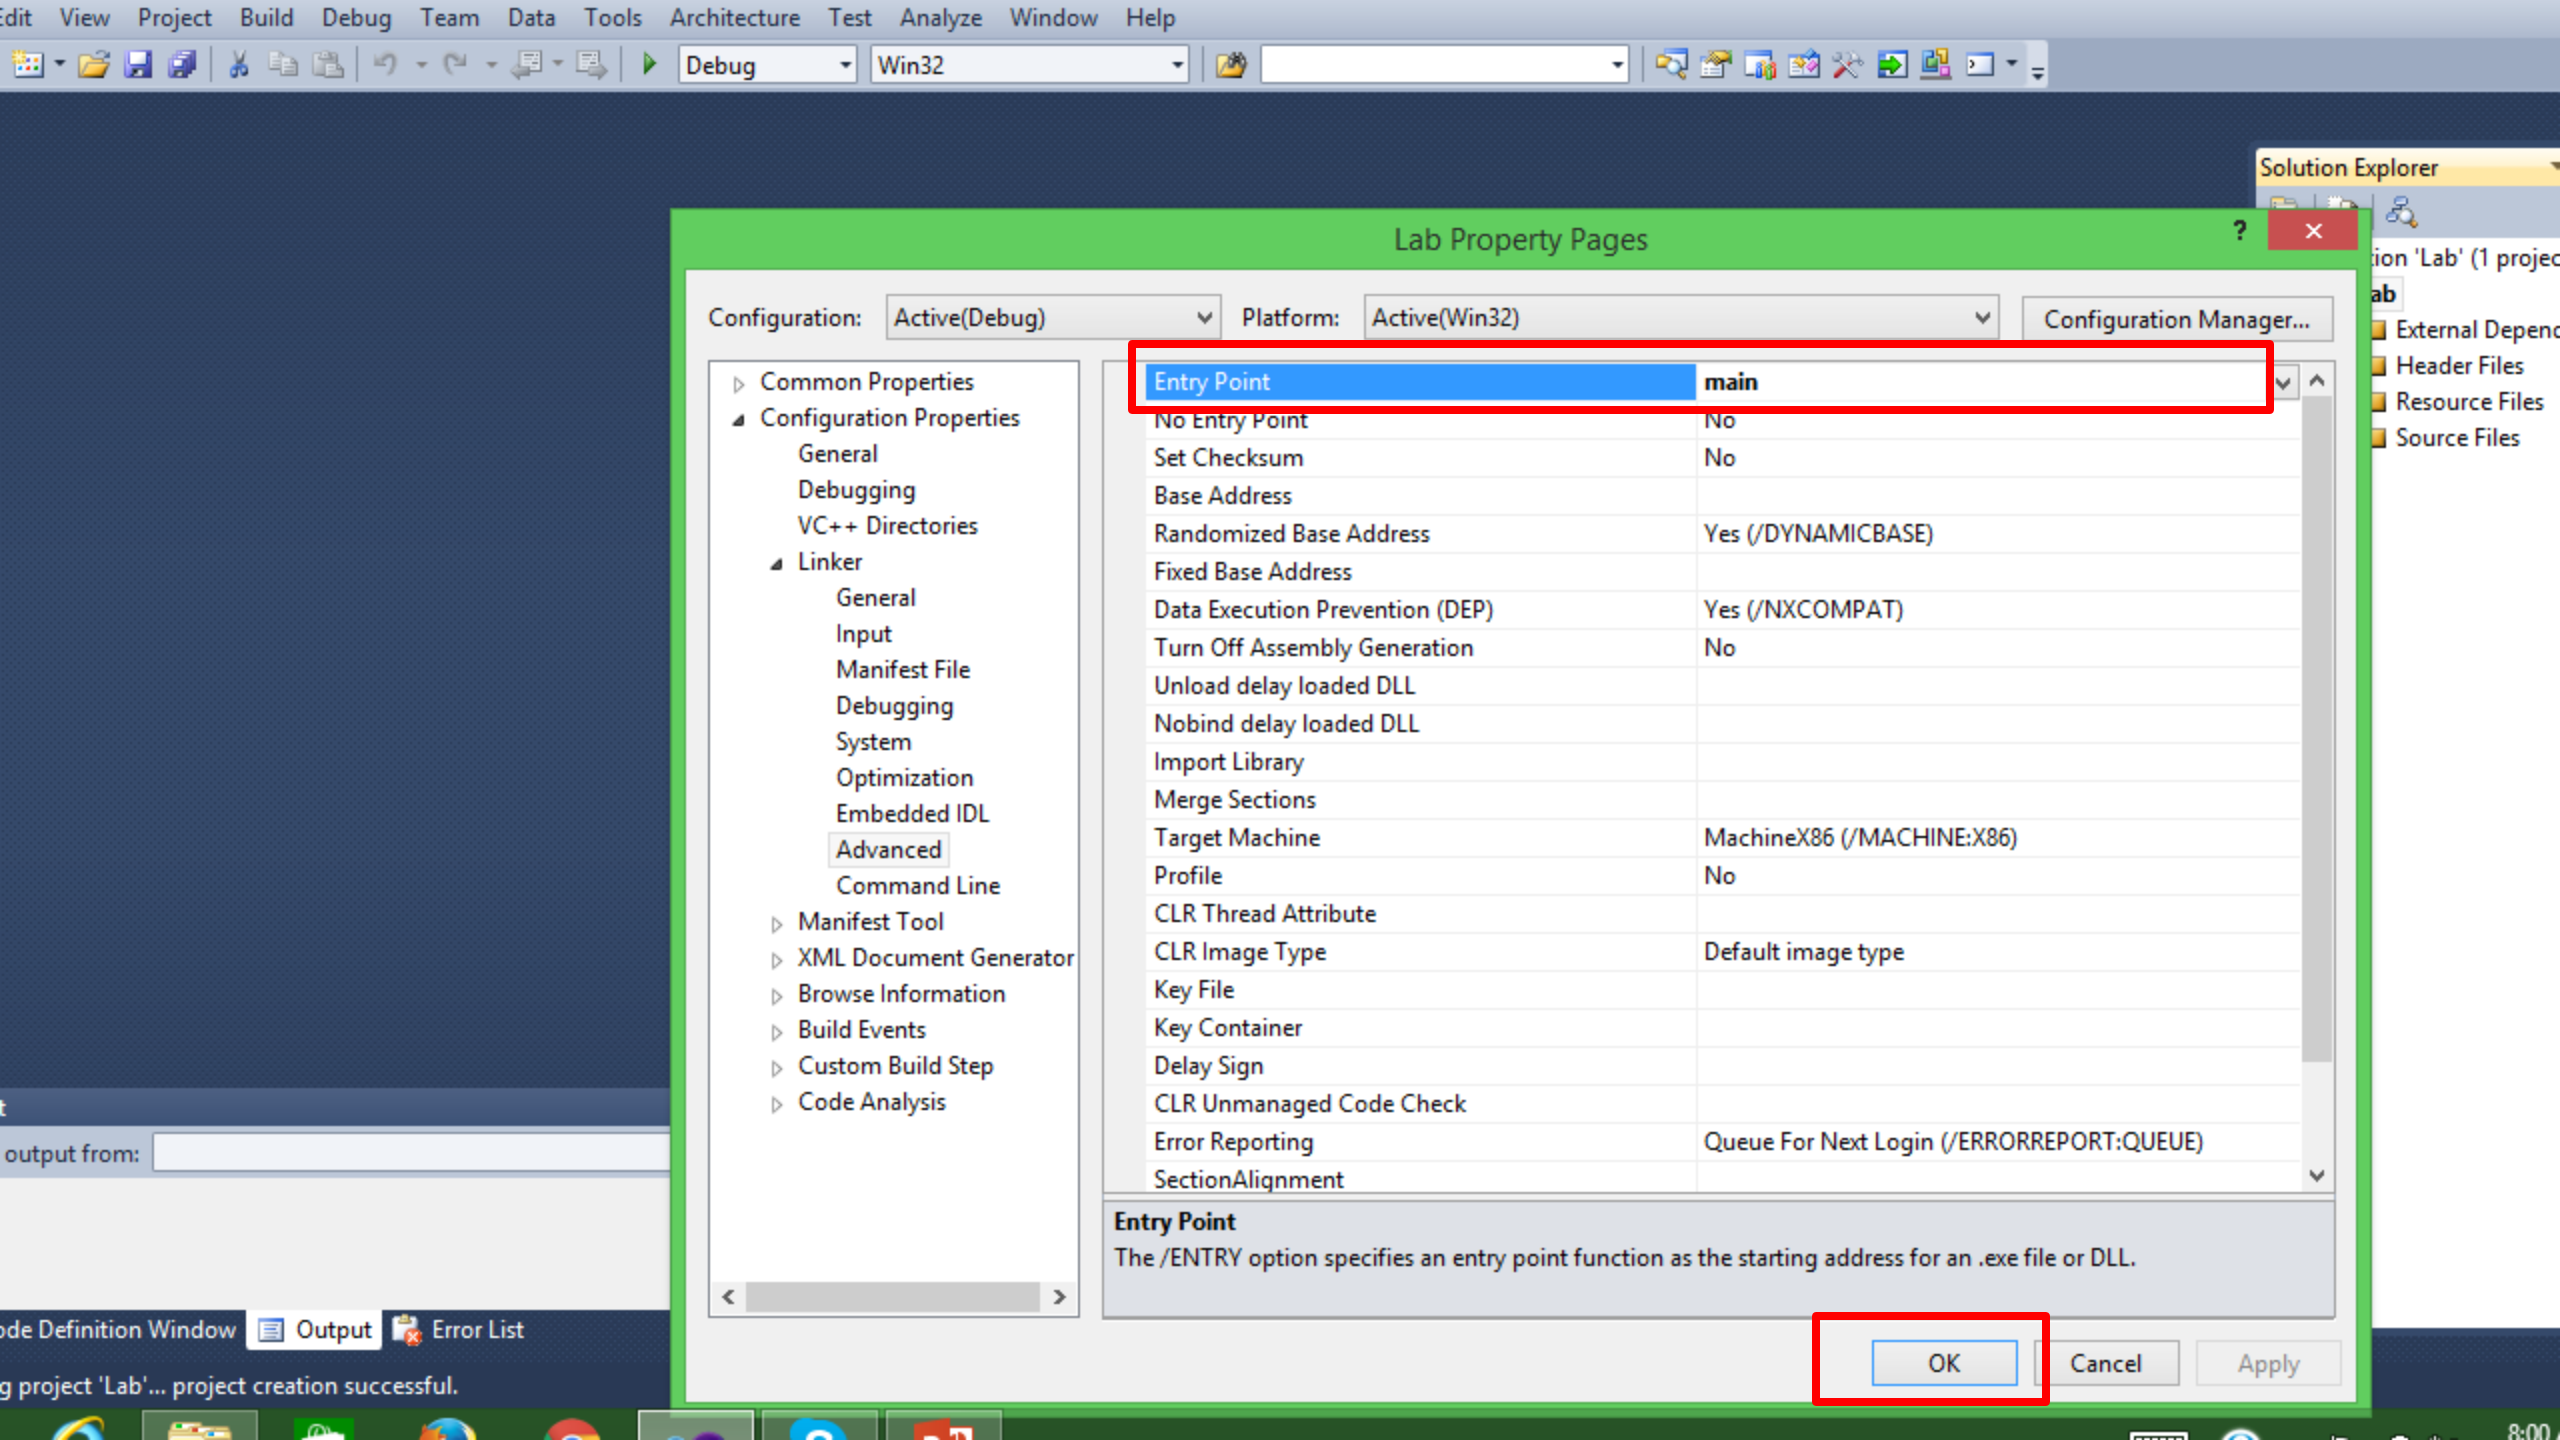 Edit View Project Build Debug Team Data Tools Architecture Test Analyze Window Help
Debug Win32
Solution Explorer
Lab Property Pages
?
ion 'Lab' (1 projec
Configuration: Active(Debug) Platform: Active(Win32) Configuration Manager...
ab
External Depend
Header Files
Resource Files
Source Files
Common Properties
Configuration Properties
General
Debugging
VC++ Directories
Linker
General
Input
Manifest File
Debugging
System
Optimization
Embedded IDL
Advanced
Command Line
Manifest Tool
XML Document Generator
Browse Information
Build Events
Custom Build Step
Code Analysis
Entry Point main
No Entry Point No
Set Checksum No
Base Address
Randomized Base Address Yes (/DYNAMICBASE)
Fixed Base Address
Data Execution Prevention (DEP) Yes (/NXCOMPAT)
Turn Off Assembly Generation No
Unload delay loaded DLL
Nobind delay loaded DLL
Import Library
Merge Sections
Target Machine MachineX86 (/MACHINE:X86)
Profile No
CLR Thread Attribute
CLR Image Type Default image type
Key File
Key Container
Delay Sign
CLR Unmanaged Code Check
Error Reporting Queue For Next Login (/ERRORREPORT:QUEUE)
SectionAlignment
Entry Point
The /ENTRY option specifies an entry point function as the starting address for an .exe file or DLL.
OK Cancel Apply
t
output from:
ode Definition Window Output Error List
g project 'Lab'... project creation successful.
8:00